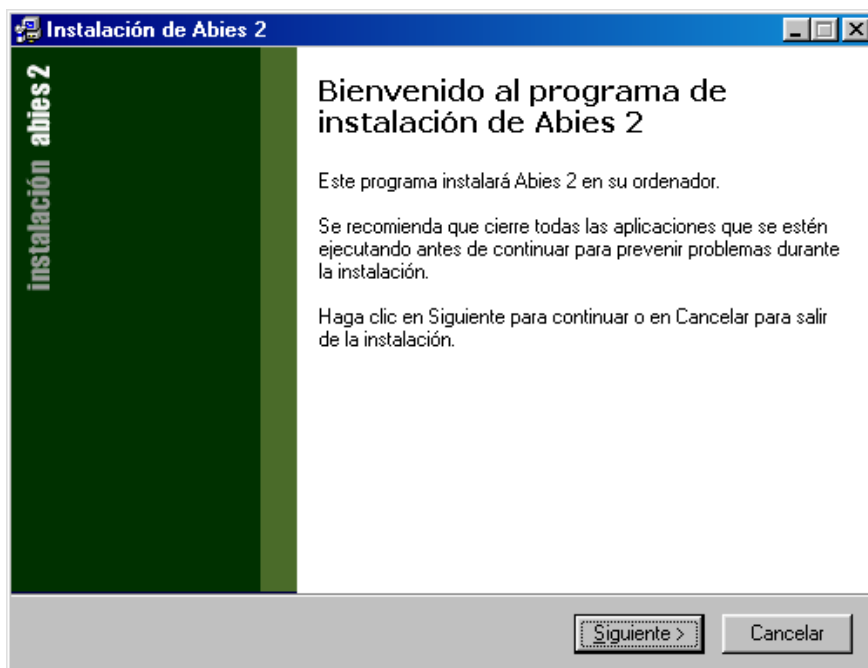 Instalación de Abies 2
instalación abies 2
Bienvenido al programa de
instalación de Abies 2
Este programa instalará Abies 2 en su ordenador.
Se recomienda que cierre todas las aplicaciones que se estén
ejecutando antes de continuar para prevenir problemas durante
la instalación.
Haga clic en Siguiente para continuar o en Cancelar para salir
de la instalación.
Siguiente >
Cancelar